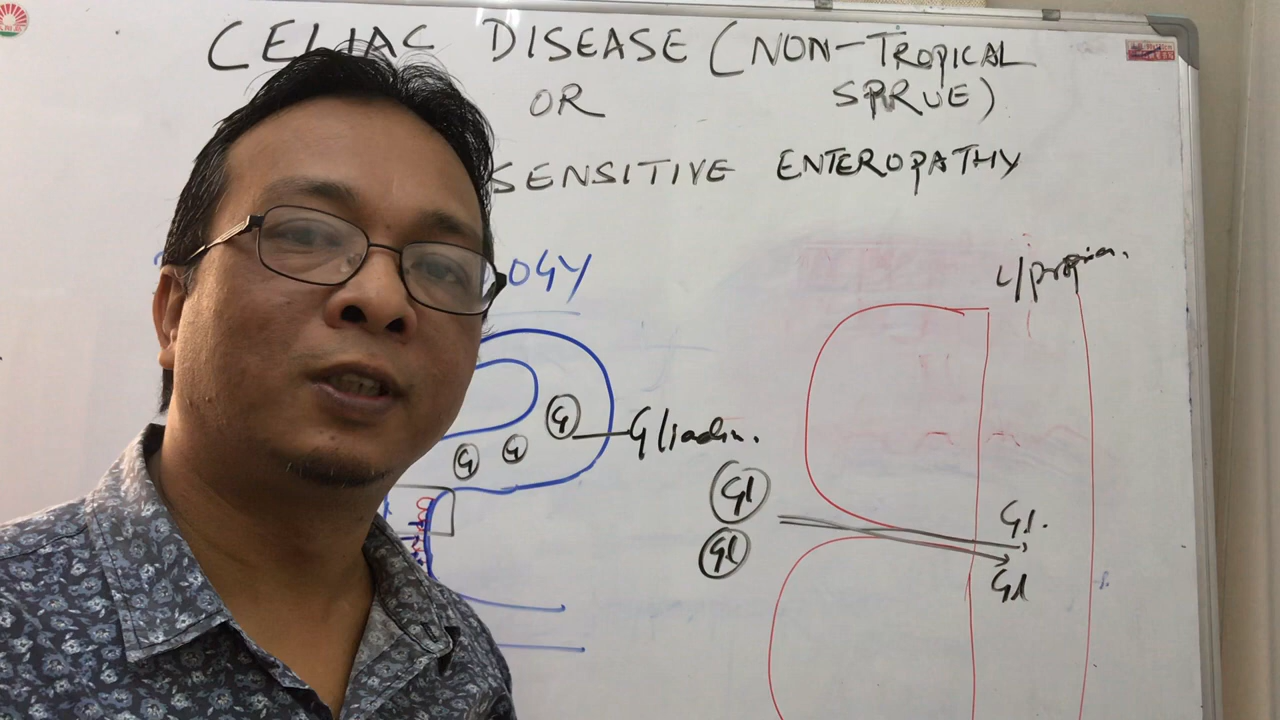 CELIAC DISEASE (NON-TROPICAL
OR SPRUE)
SENSITIVE ENTEROPATHY
OGY
L/propria.
G
G
G
Gliadin.
Gl
Gl
Gl.
Gl